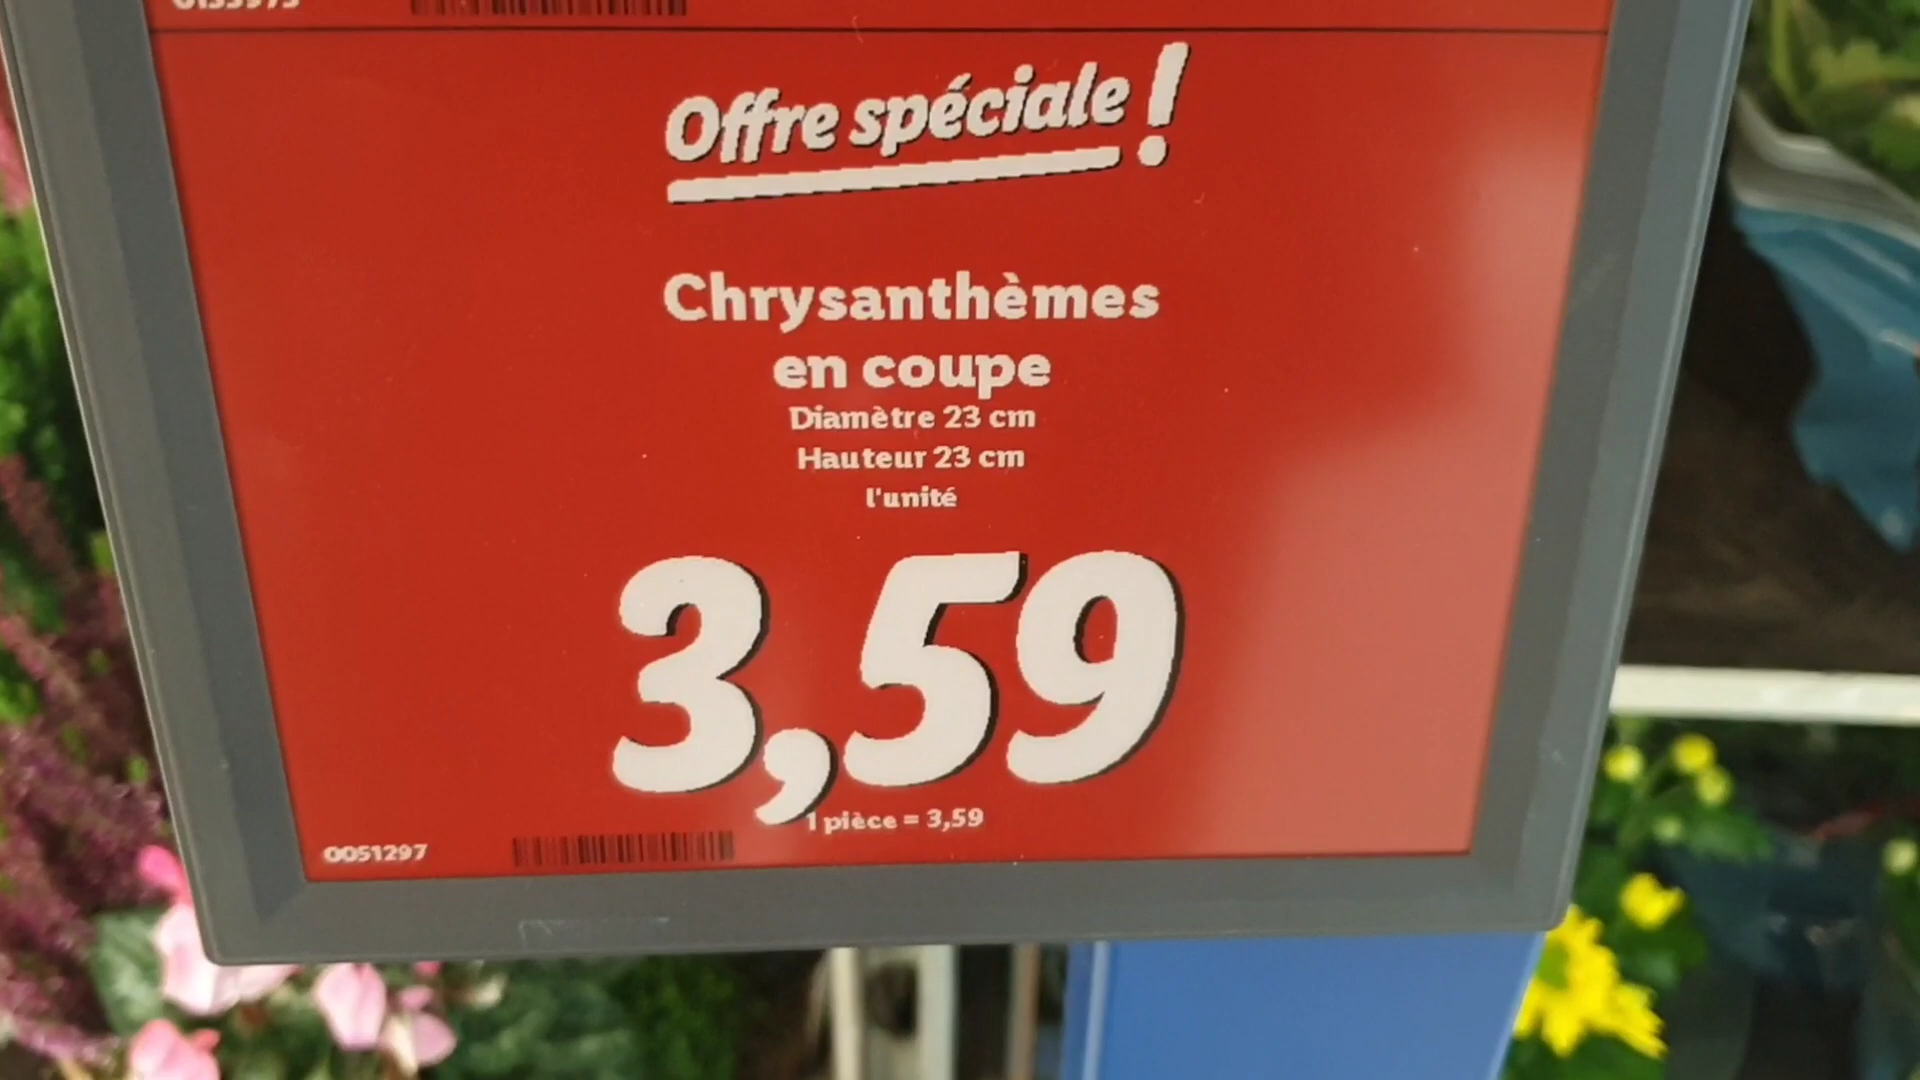 Offre spéciale !
Chrysanthèmes
en coupe
Diamètre 23 cm
Hauteur 23 cm
l'unité
3,59
1 pièce = 3,59
0051297